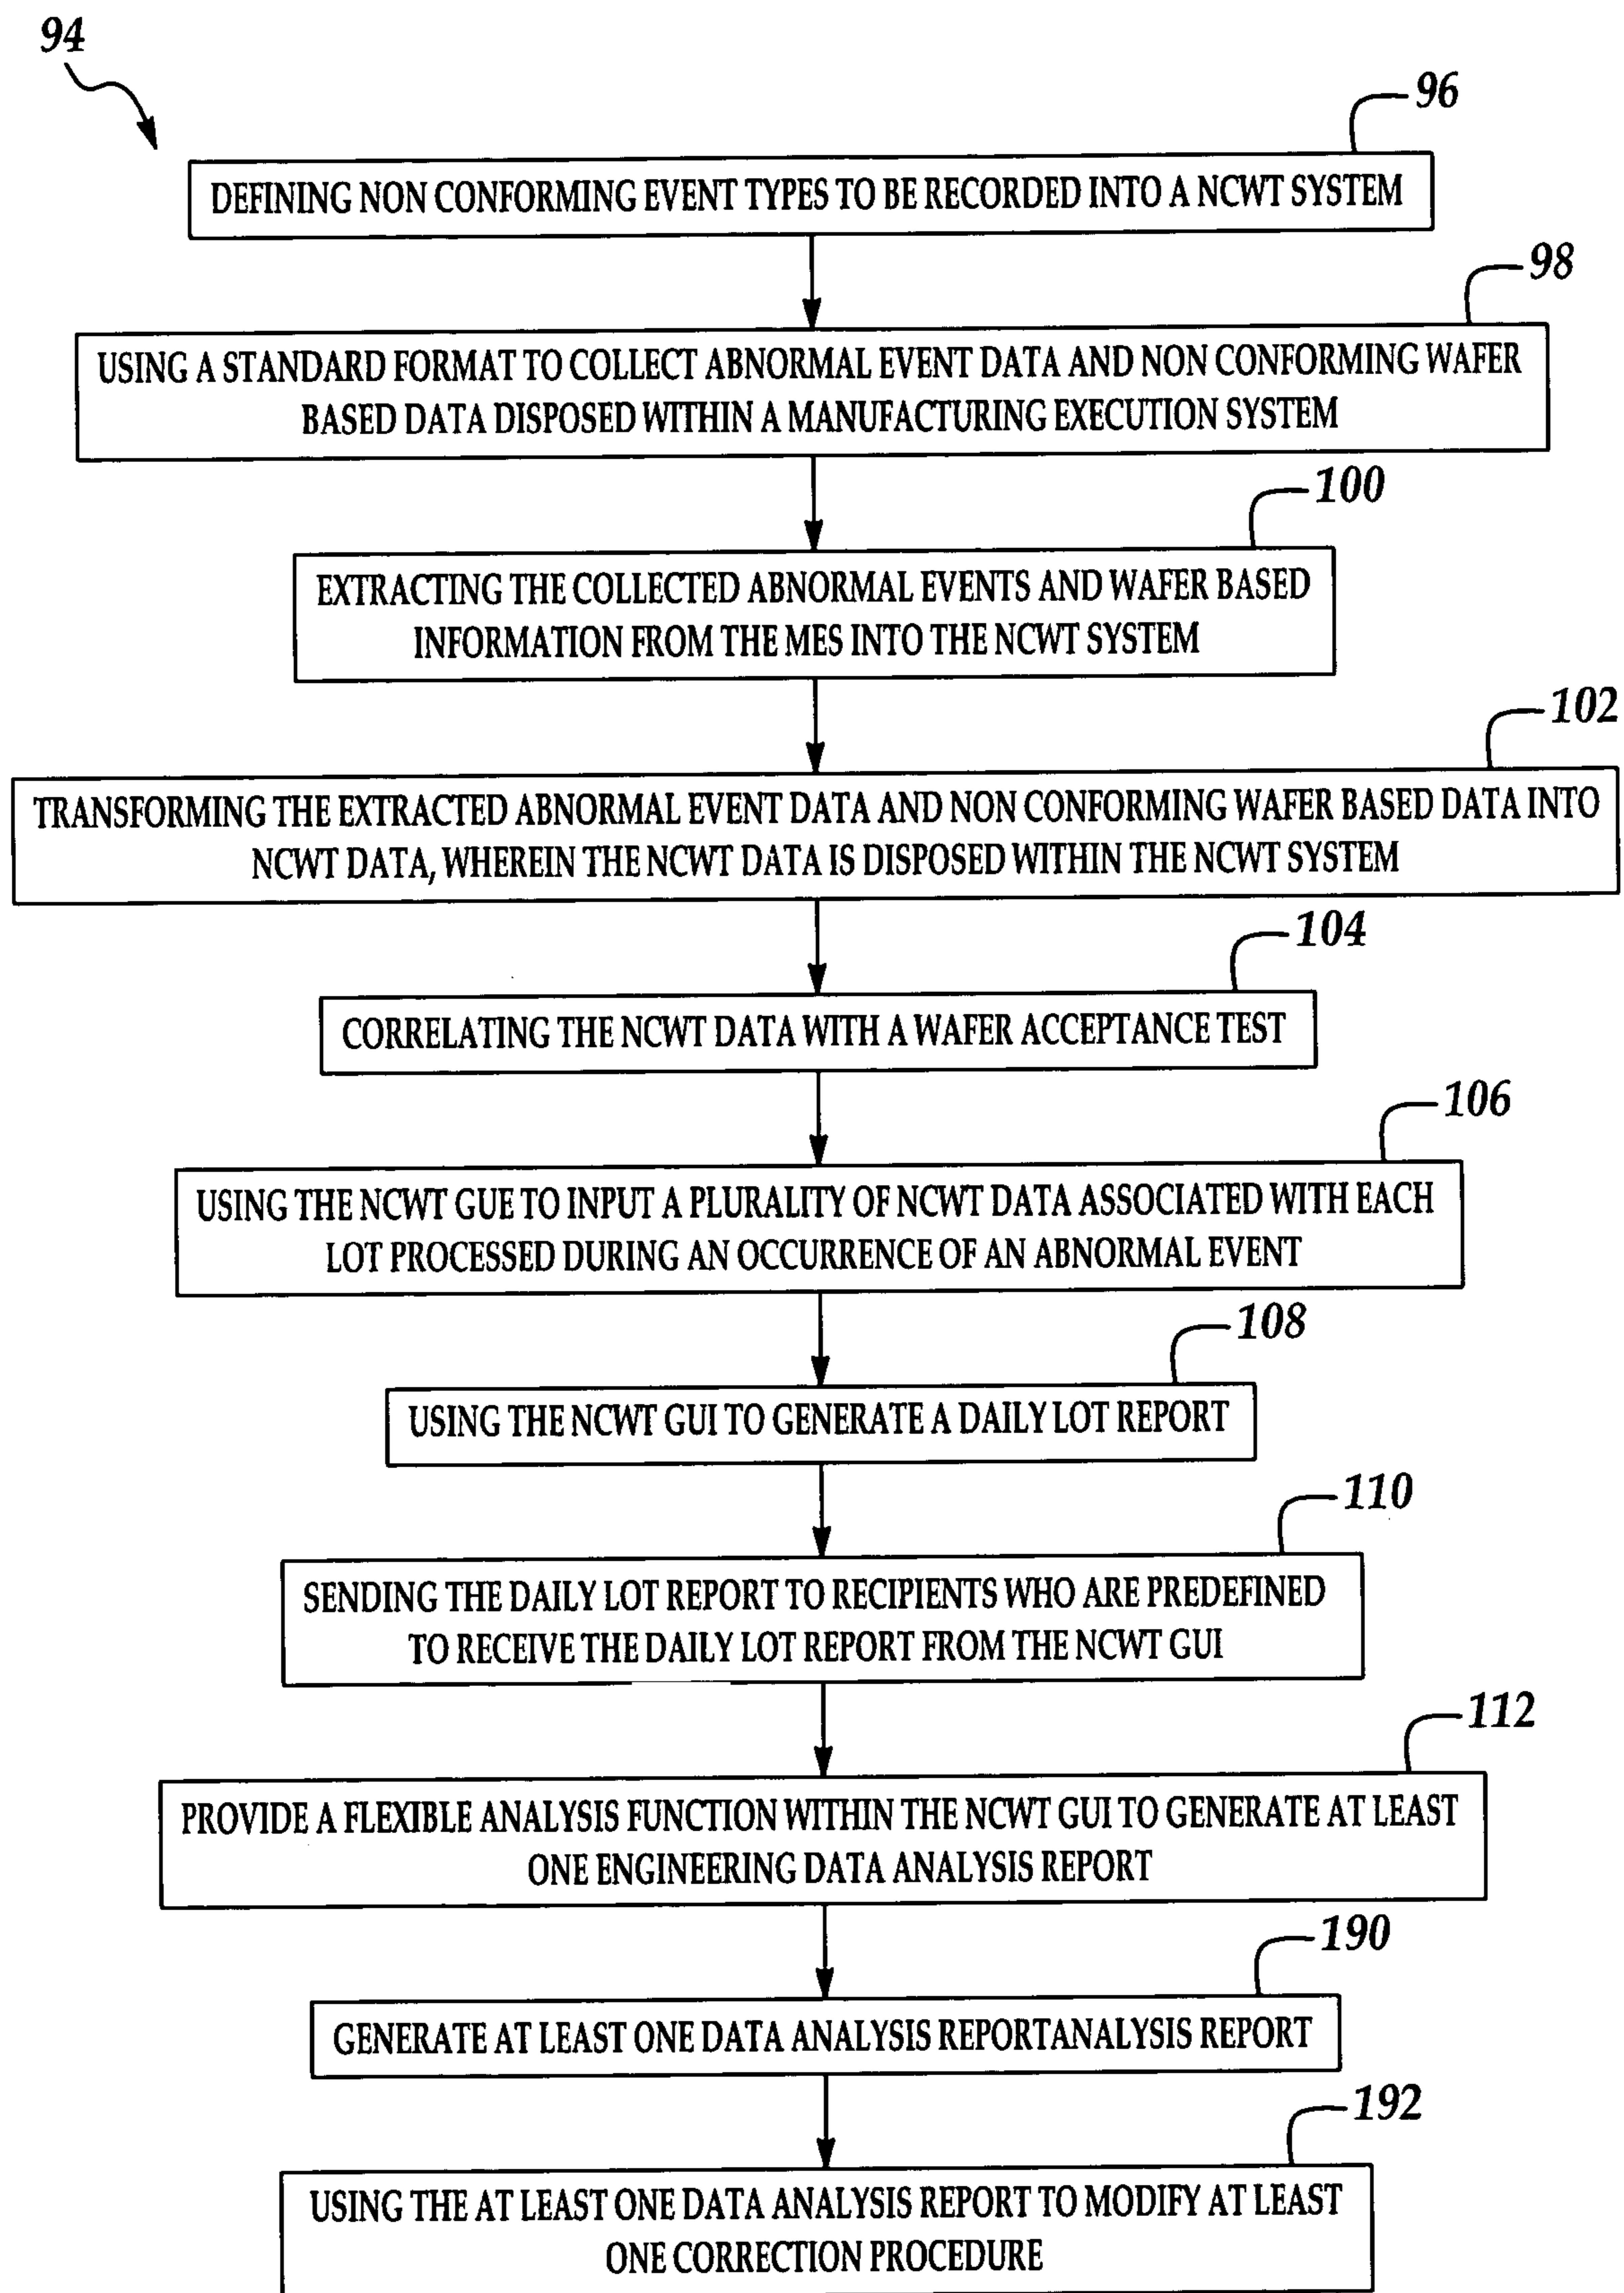 94
96
DEFINING NON CONFORMING EVENT TYPES TO BE RECORDED INTO A NCWT SYSTEM
98
USING A STANDARD FORMAT TO COLLECT ABNORMAL EVENT DATA AND NON CONFORMING WAFER
BASED DATA DISPOSED WITHIN A MANUFACTURING EXECUTION SYSTEM
100
EXTRACTING THE COLLECTED ABNORMAL EVENTS AND WAFER BASED
INFORMATION FROM THE MES INTO THE NCWT SYSTEM
102
TRANSFORMING THE EXTRACTED ABNORMAL EVENT DATA AND NON CONFORMING WAFER BASED DATA INTO
NCWT DATA, WHEREIN THE NCWT DATA IS DISPOSED WITHIN THE NCWT SYSTEM
104
CORRELATING THE NCWT DATA WITH A WAFER ACCEPTANCE TEST
106
USING THE NCWT GUE TO INPUT A PLURALITY OF NCWT DATA ASSOCIATED WITH EACH
LOT PROCESSED DURING AN OCCURRENCE OF AN ABNORMAL EVENT
108
USING THE NCWT GUI TO GENERATE A DAILY LOT REPORT
110
SENDING THE DAILY LOT REPORT TO RECIPIENTS WHO ARE PREDEFINED
TO RECEIVE THE DAILY LOT REPORT FROM THE NCWT GUI
112
PROVIDE A FLEXIBLE ANALYSIS FUNCTION WITHIN THE NCWT GUI TO GENERATE AT LEAST
ONE ENGINEERING DATA ANALYSIS REPORT
190
GENERATE AT LEAST ONE DATA ANALYSIS REPORTANALYSIS REPORT
192
USING THE AT LEAST ONE DATA ANALYSIS REPORT TO MODIFY AT LEAST
ONE CORRECTION PROCEDURE